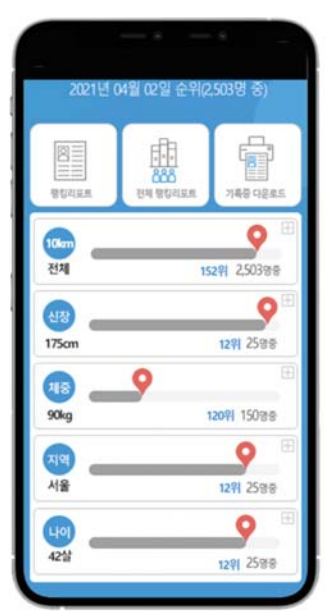 2021년 04월 02일 순위(2,503명 중)
랭킹리포트 전체 랭킹리포트 기록증 다운로드
10km
전체
152위 2,503명중
신장
175cm
12위 25명중
체중
90kg
120위 150명중
지역
서울
12위 25명중
나이
42살
12위 25명중